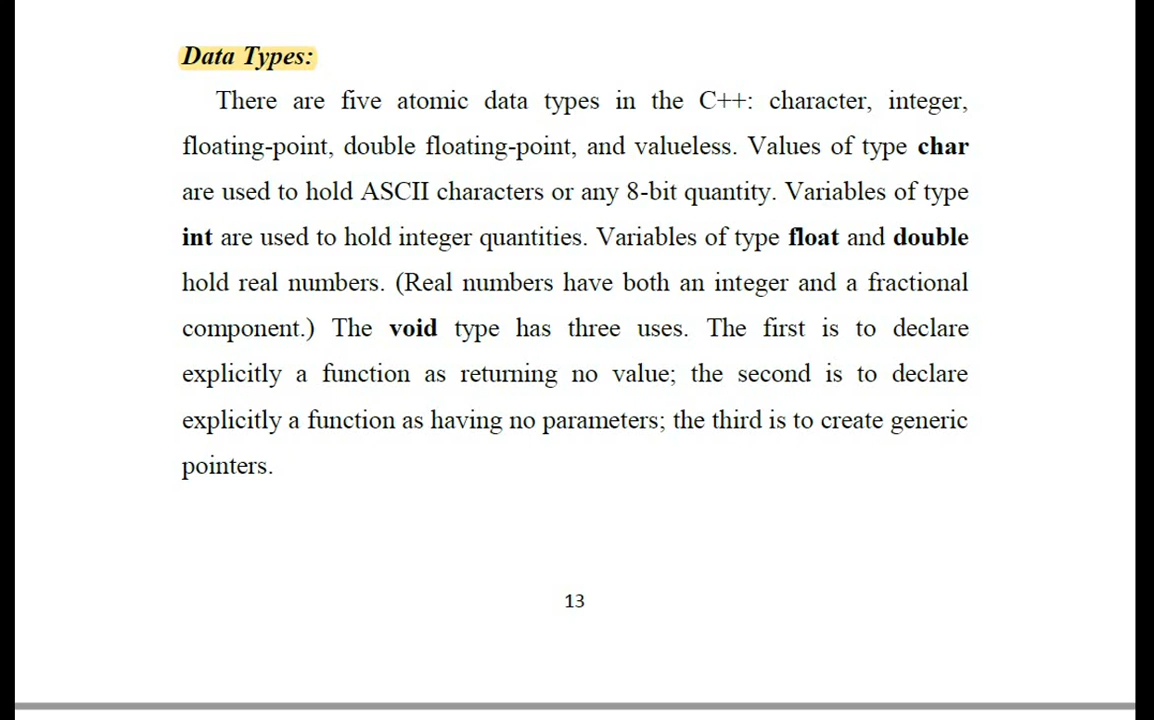 Data Types:
There are five atomic data types in the C++: character, integer,
floating-point, double floating-point, and valueless. Values of type char
are used to hold ASCII characters or any 8-bit quantity. Variables of type
int are used to hold integer quantities. Variables of type float and double
hold real numbers. (Real numbers have both an integer and a fractional
component.) The void type has three uses. The first is to declare
explicitly a function as returning no value; the second is to declare
explicitly a function as having no parameters; the third is to create generic
pointers.
13